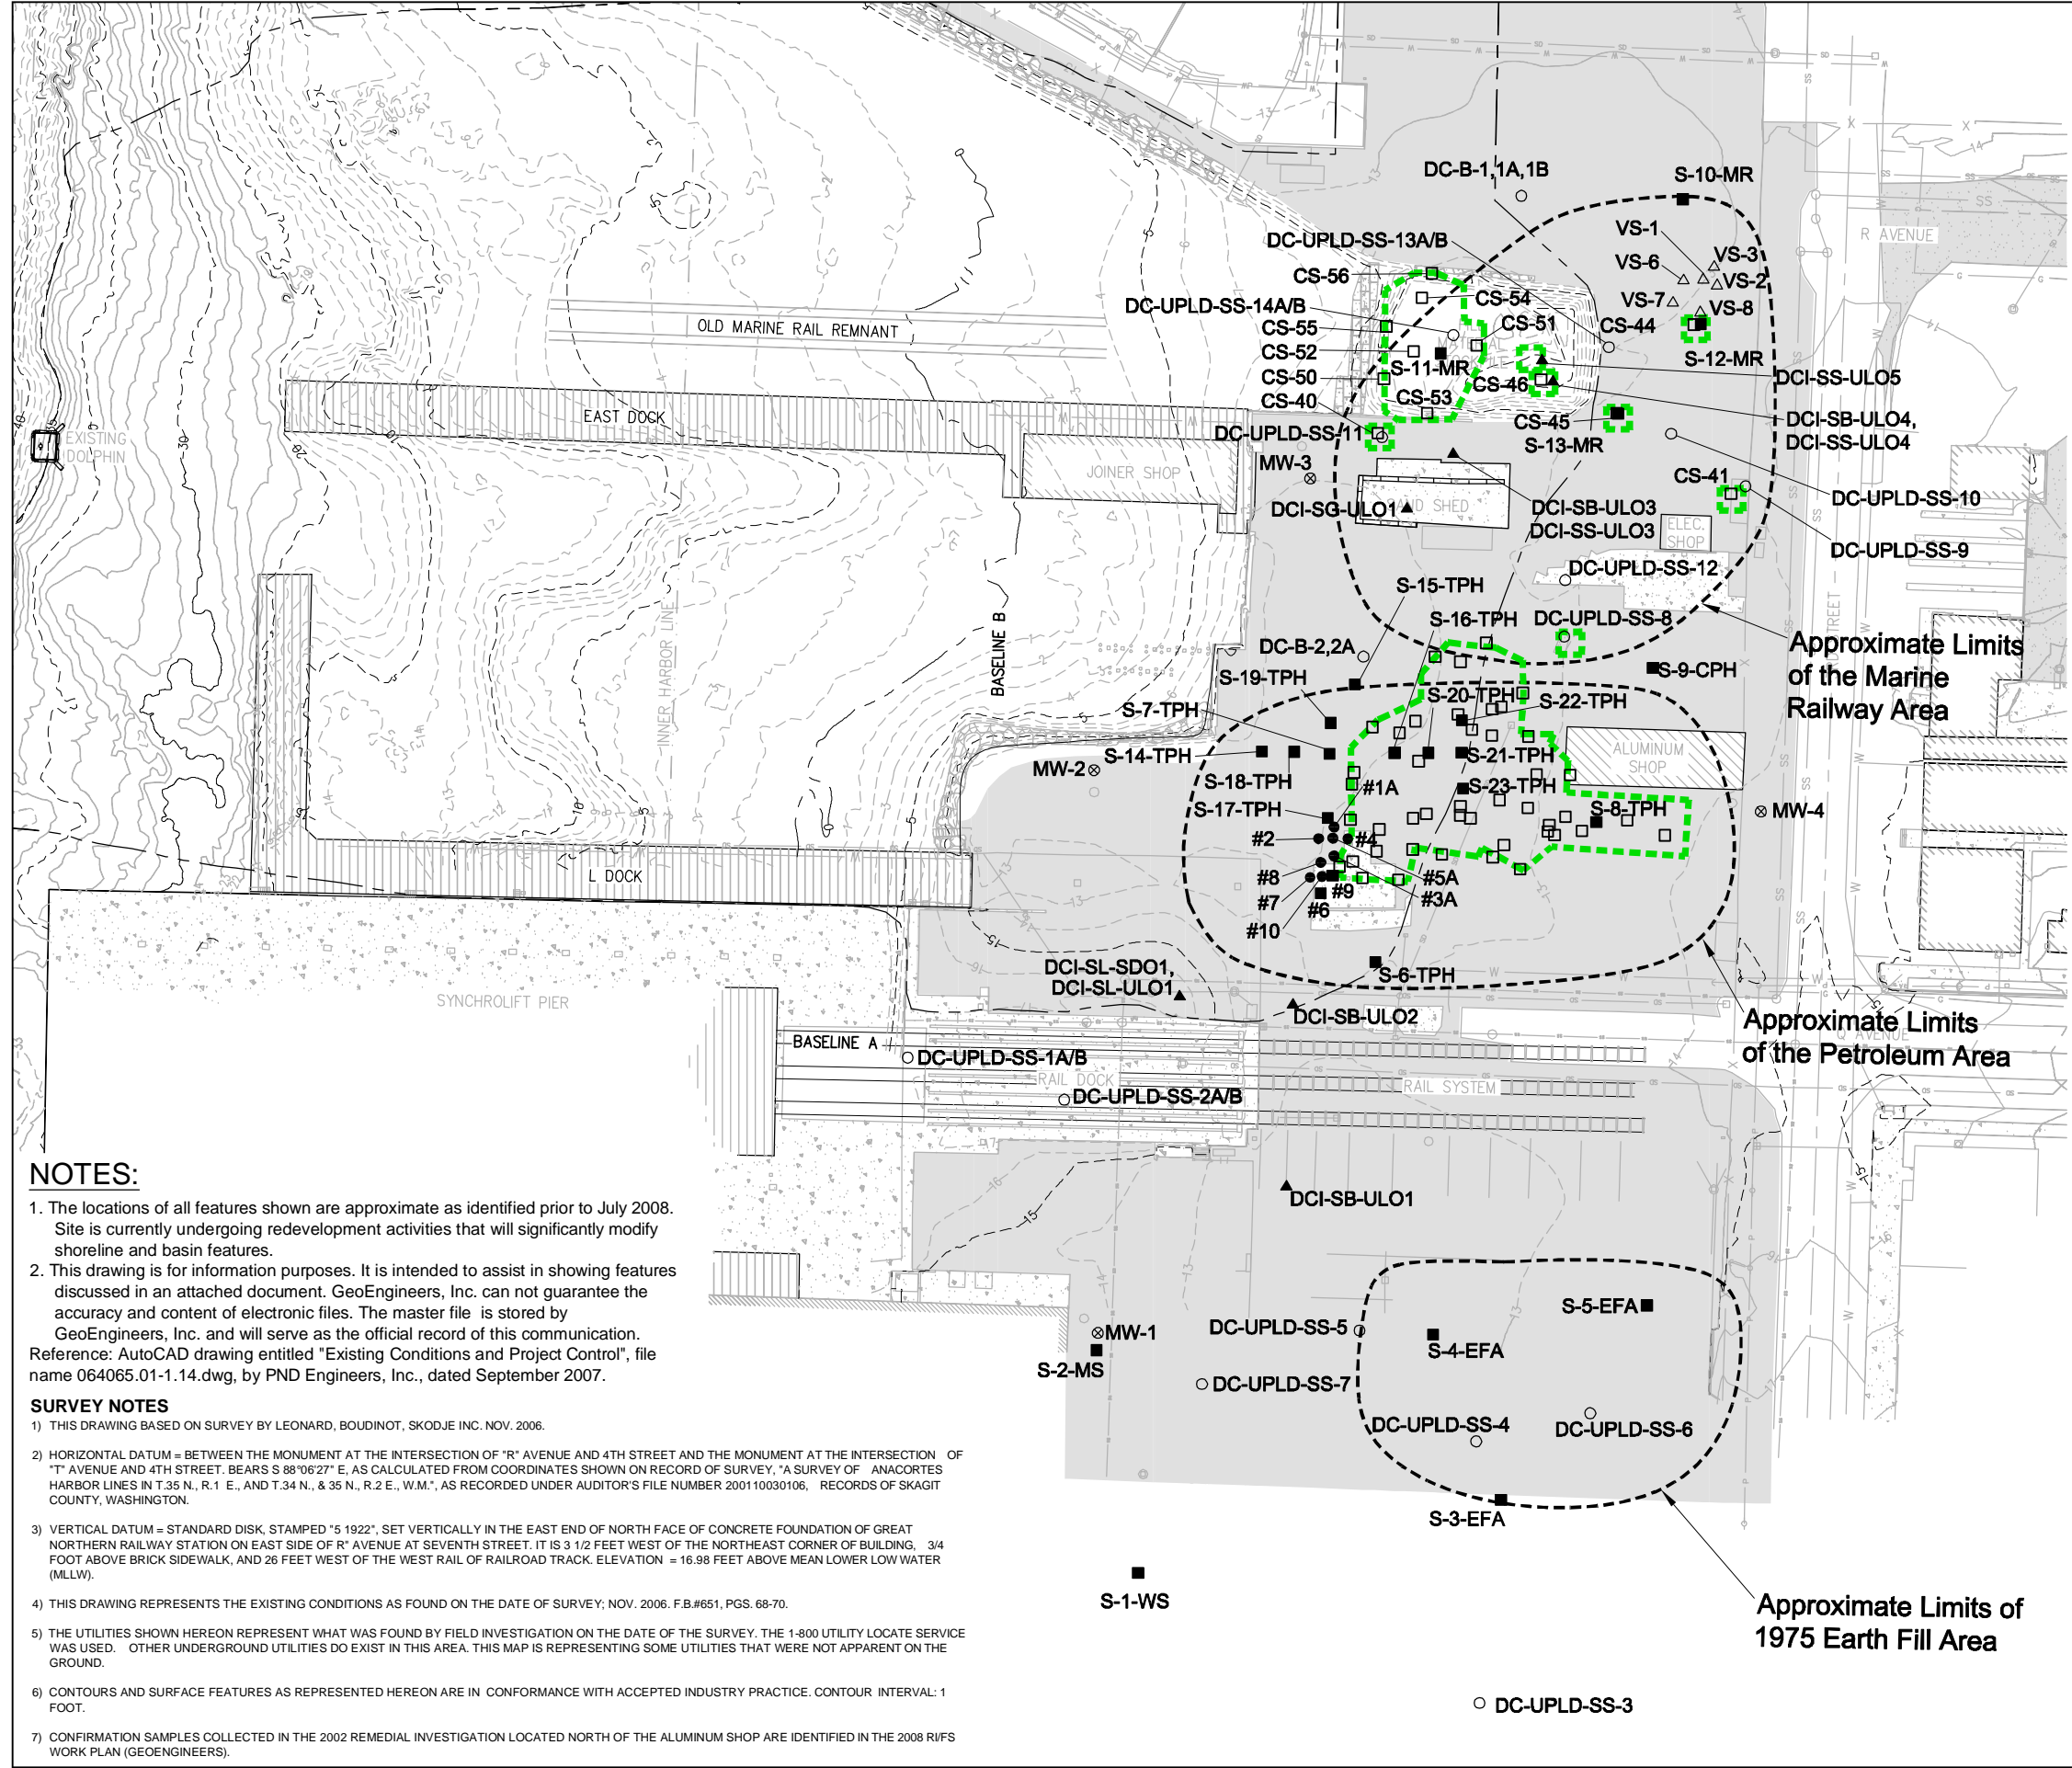 DC-B-1,1A,1B
S-10-MR
VS-1
R AVENUE
DC-UPLD-SS-13A/B
VS-3
VS-6
CS-56
VS-2
CS-54
VS-7
DC-UPLD-SS-14A/B
VS-8
CS-51
CS-44
CS-55
OLD MARINE RAIL REMNANT
CS-52
S-12-MR
S-11-MR
CS-50
CS-46
DCI-SS-ULO5
CS-53
CS-40
EAST DOCK
CS-45
DCI-SB-ULO4,
DCI-SS-ULO4
DC-UPLD-SS-11
S-13-MR
EXISTING
DOLPHIN
MW-3
JOINER SHOP
CS-41
DC-UPLD-SS-10
DCI-SG-ULO1
SAND SHED
DCI-SB-ULO3
DCI-SS-ULO3
ELEC.
SHOP
DC-UPLD-SS-9
DC-UPLD-SS-12
S-15-TPH
S-16-TPH
DC-UPLD-SS-8
INNER HARBOR LINE
BASELINE B
DC-B-2,2A
Approximate Limits
of the Marine
Railway Area
S-9-CPH
S-19-TPH
S-20-TPH
S-22-TPH
S-7-TPH
S-14-TPH
S-21-TPH
ALUMINUM
SHOP
MW-2
S-18-TPH
#1A
S-23-TPH
S-17-TPH
S-8-TPH
MW-4
#2
#4
L DOCK
#8
#5A
#9
#7
#6
#3A
#10
DCI-SL-SDO1,
DCI-SL-ULO1
S-6-TPH
SYNCHROLIFT PIER
DCI-SB-ULO2
Approximate Limits
of the Petroleum Area
Q AVENUE
BASELINE A
DC-UPLD-SS-1A/B
RAIL DOCK
RAIL SYSTEM
DC-UPLD-SS-2A/B
DCI-SB-ULO1
NOTES:
1. The locations of all features shown are approximate as identified prior to July 2008.
Site is currently undergoing redevelopment activities that will significantly modify
shoreline and basin features.
2. This drawing is for information purposes. It is intended to assist in showing features
discussed in an attached document. GeoEngineers, Inc. can not guarantee the
accuracy and content of electronic files. The master file is stored by
GeoEngineers, Inc. and will serve as the official record of this communication.
Reference: AutoCAD drawing entitled "Existing Conditions and Project Control", file
name 064065.01-1.14.dwg, by PND Engineers, Inc., dated September 2007.
S-5-EFA
DC-UPLD-SS-5
MW-1
S-4-EFA
S-2-MS
DC-UPLD-SS-7
DC-UPLD-SS-4
DC-UPLD-SS-6
S-3-EFA
S-1-WS
Approximate Limits of
1975 Earth Fill Area
DC-UPLD-SS-3
SURVEY NOTES
1) THIS DRAWING BASED ON SURVEY BY LEONARD, BOUDINOT, SKODJE INC. NOV. 2006.
2) HORIZONTAL DATUM = BETWEEN THE MONUMENT AT THE INTERSECTION OF "R" AVENUE AND 4TH STREET AND THE MONUMENT AT THE INTERSECTION OF
"T" AVENUE AND 4TH STREET. BEARS S 88°06'27" E, AS CALCULATED FROM COORDINATES SHOWN ON RECORD OF SURVEY, "A SURVEY OF ANACORTES
HARBOR LINES IN T.35 N., R.1 E., AND T.34 N., & 35 N., R.2 E., W.M.", AS RECORDED UNDER AUDITOR'S FILE NUMBER 200110030106, RECORDS OF SKAGIT
COUNTY, WASHINGTON.
3) VERTICAL DATUM = STANDARD DISK, STAMPED "5 1922", SET VERTICALLY IN THE EAST END OF NORTH FACE OF CONCRETE FOUNDATION OF GREAT
NORTHERN RAILWAY STATION ON EAST SIDE OF R" AVENUE AT SEVENTH STREET. IT IS 3 1/2 FEET WEST OF THE NORTHEAST CORNER OF BUILDING, 3/4
FOOT ABOVE BRICK SIDEWALK, AND 26 FEET WEST OF THE WEST RAIL OF RAILROAD TRACK. ELEVATION = 16.98 FEET ABOVE MEAN LOWER LOW WATER
(MLLW).
4) THIS DRAWING REPRESENTS THE EXISTING CONDITIONS AS FOUND ON THE DATE OF SURVEY; NOV. 2006. F.B.#651, PGS. 68-70.
5) THE UTILITIES SHOWN HEREON REPRESENT WHAT WAS FOUND BY FIELD INVESTIGATION ON THE DATE OF THE SURVEY. THE 1-800 UTILITY LOCATE SERVICE
WAS USED. OTHER UNDERGROUND UTILITIES DO EXIST IN THIS AREA. THIS MAP IS REPRESENTING SOME UTILITIES THAT WERE NOT APPARENT ON THE
GROUND.
6) CONTOURS AND SURFACE FEATURES AS REPRESENTED HEREON ARE IN CONFORMANCE WITH ACCEPTED INDUSTRY PRACTICE. CONTOUR INTERVAL: 1
FOOT.
7) CONFIRMATION SAMPLES COLLECTED IN THE 2002 REMEDIAL INVESTIGATION LOCATED NORTH OF THE ALUMINUM SHOP ARE IDENTIFIED IN THE 2008 RI/FS
WORK PLAN (GEOENGINEERS).